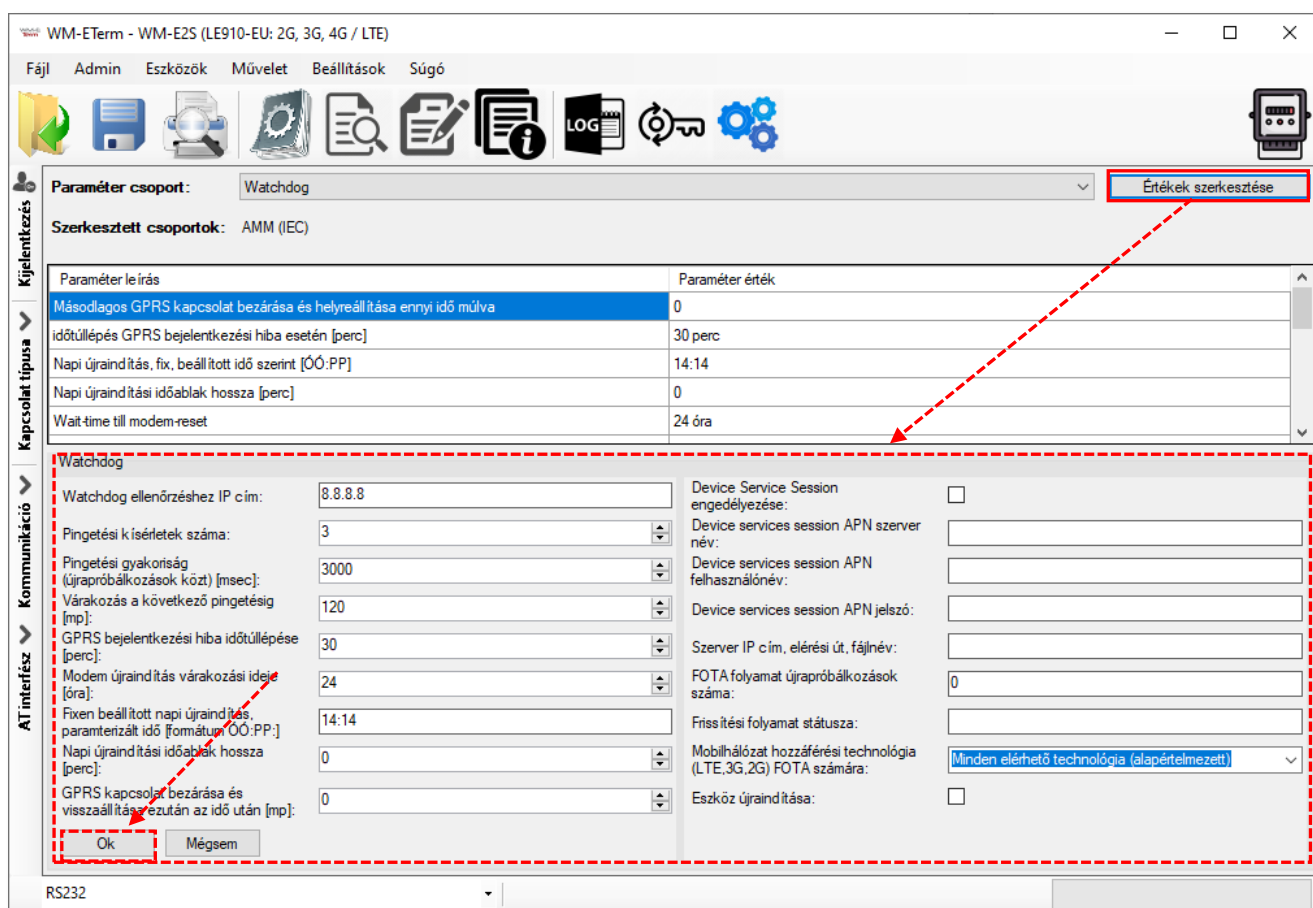 WM-ETerm - WM-E2S (LE910-EU: 2G, 3G, 4G / LTE)
Fájl Admin Eszközök Művelet Beállítások Súgó
LOG
Kijelentkezés
Kapcsolat típusa
Kommunikáció
AT interfész
Paraméter csoport: Watchdog Értékek szerkesztése
Szerkesztett csoportok: AMM (IEC)
Paraméter leírás Paraméter érték
Másodlagos GPRS kapcsolat bezárása és helyreállítása ennyi idő múlva 0
időtúllépés GPRS bejelentkezési hiba esetén [perc] 30 perc
Napi újraindítás, fix, beállított idő szerint [ÓÓ:PP] 14:14
Napi újraindítási időablak hossza [perc] 0
Wait-time till modem-reset 24 óra
Watchdog
Watchdog ellenőrzéshez IP cím: 8.8.8.8
Pingetési kísérletek száma: 3
Pingetési gyakoriság
(újrapróbálkozások közt) [msec]: 3000
Várakozás a következő pingetésig
[mp]: 120
GPRS bejelentkezési hiba időtúllépése
[perc]: 30
Modem újraindítás várakozási ideje
[óra]: 24
Fixen beállított napi újraindítás,
paramterizált idő [formátum ÓÓ:PP:] 14:14
Napi újraindítási időablak hossza
[perc]: 0
GPRS kapcsolat bezárása és
visszaállítása ezután az idő után [mp]: 0
Ok Mégsem
Device Service Session
engedélyezése:
Device services session APN szerver
név:
Device services session APN
felhasználónév:
Device services session APN jelszó:
Szerver IP cím, elérési út, fájlnév:
FOTA folyamat újrapróbálkozások
száma: 0
Frissítési folyamat státusza:
Mobilhálózat hozzáférési technológia
(LTE,3G,2G) FOTA számára: Minden elérhető technológia (alapértelmezett)
Eszköz újraindítása:
RS232